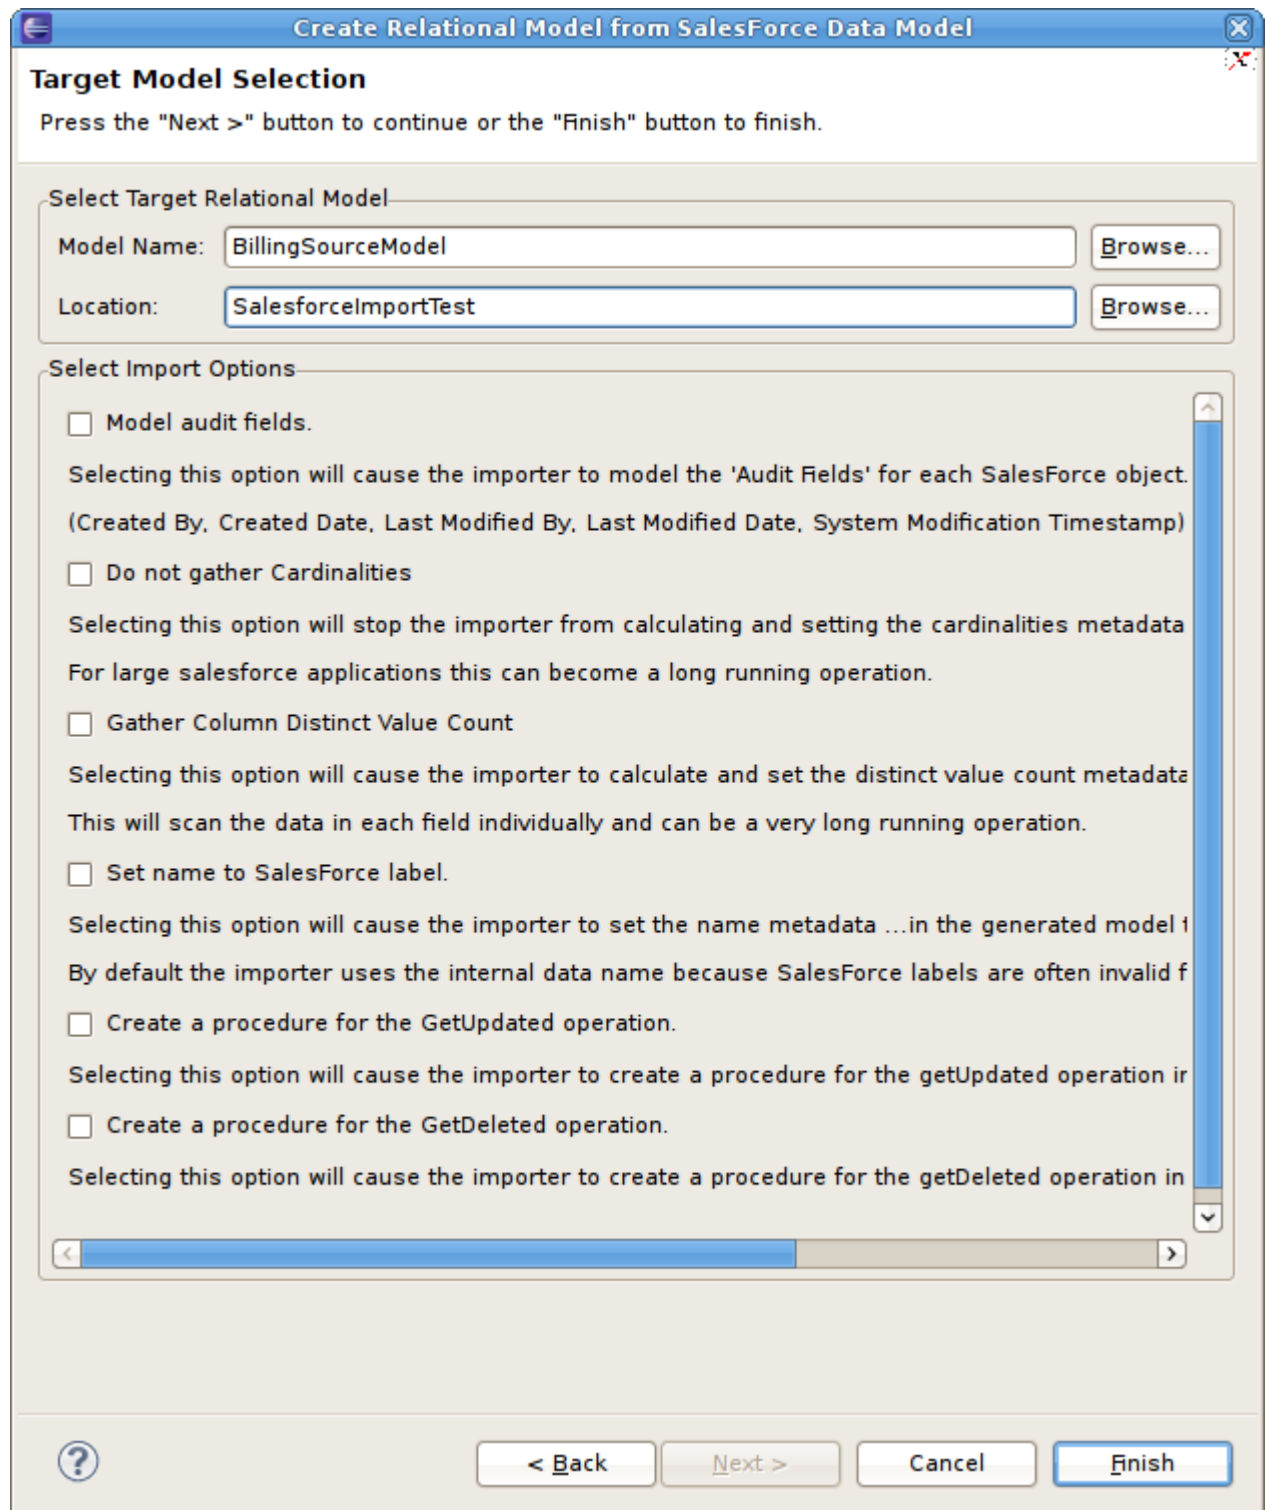 Create Relational Model from SalesForce Data Model
Target Model Selection
Press the "Next >" button to continue or the "Finish" button to finish.
Select Target Relational Model
Model Name: BillingSourceModel Browse...
Location: SalesforceImportTest Browse...
Select Import Options
Model audit fields.
Selecting this option will cause the importer to model the 'Audit Fields' for each SalesForce object.
(Created By, Created Date, Last Modified By, Last Modified Date, System Modification Timestamp)
Do not gather Cardinalities
Selecting this option will stop the importer from calculating and setting the cardinalities metadata
For large salesforce applications this can become a long running operation.
Gather Column Distinct Value Count
Selecting this option will cause the importer to calculate and set the distinct value count metadata
This will scan the data in each field individually and can be a very long running operation.
Set name to SalesForce label.
Selecting this option will cause the importer to set the name metadata ...in the generated model
By default the importer uses the internal data name because SalesForce labels are often invalid
Create a procedure for the GetUpdated operation.
Selecting this option will cause the importer to create a procedure for the getUpdated operation
Create a procedure for the GetDeleted operation.
Selecting this option will cause the importer to create a procedure for the getDeleted operation in
< Back Next > Cancel Finish